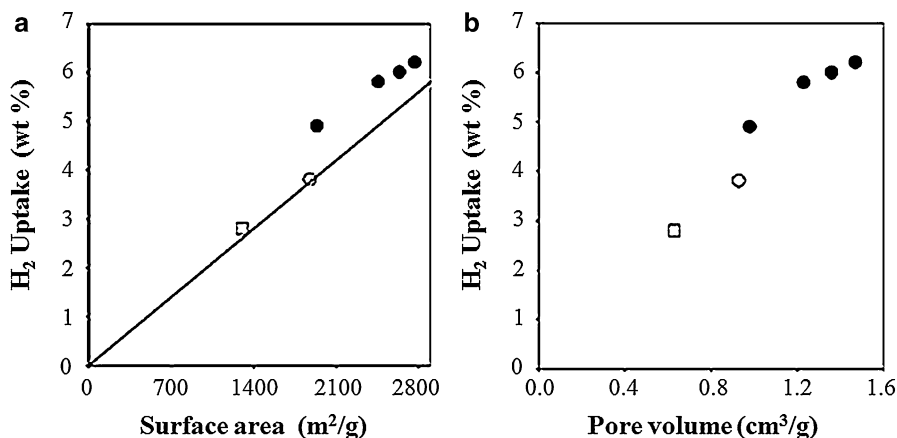 a
7
6
5
4
3
2
1
0
H₂ Uptake (wt %)
0 700 1400 2100 2800
Surface area (m²/g)
b
7
6
5
4
3
2
1
0
H₂ Uptake (wt %)
0.0 0.4 0.8 1.2 1.6
Pore volume (cm³/g)